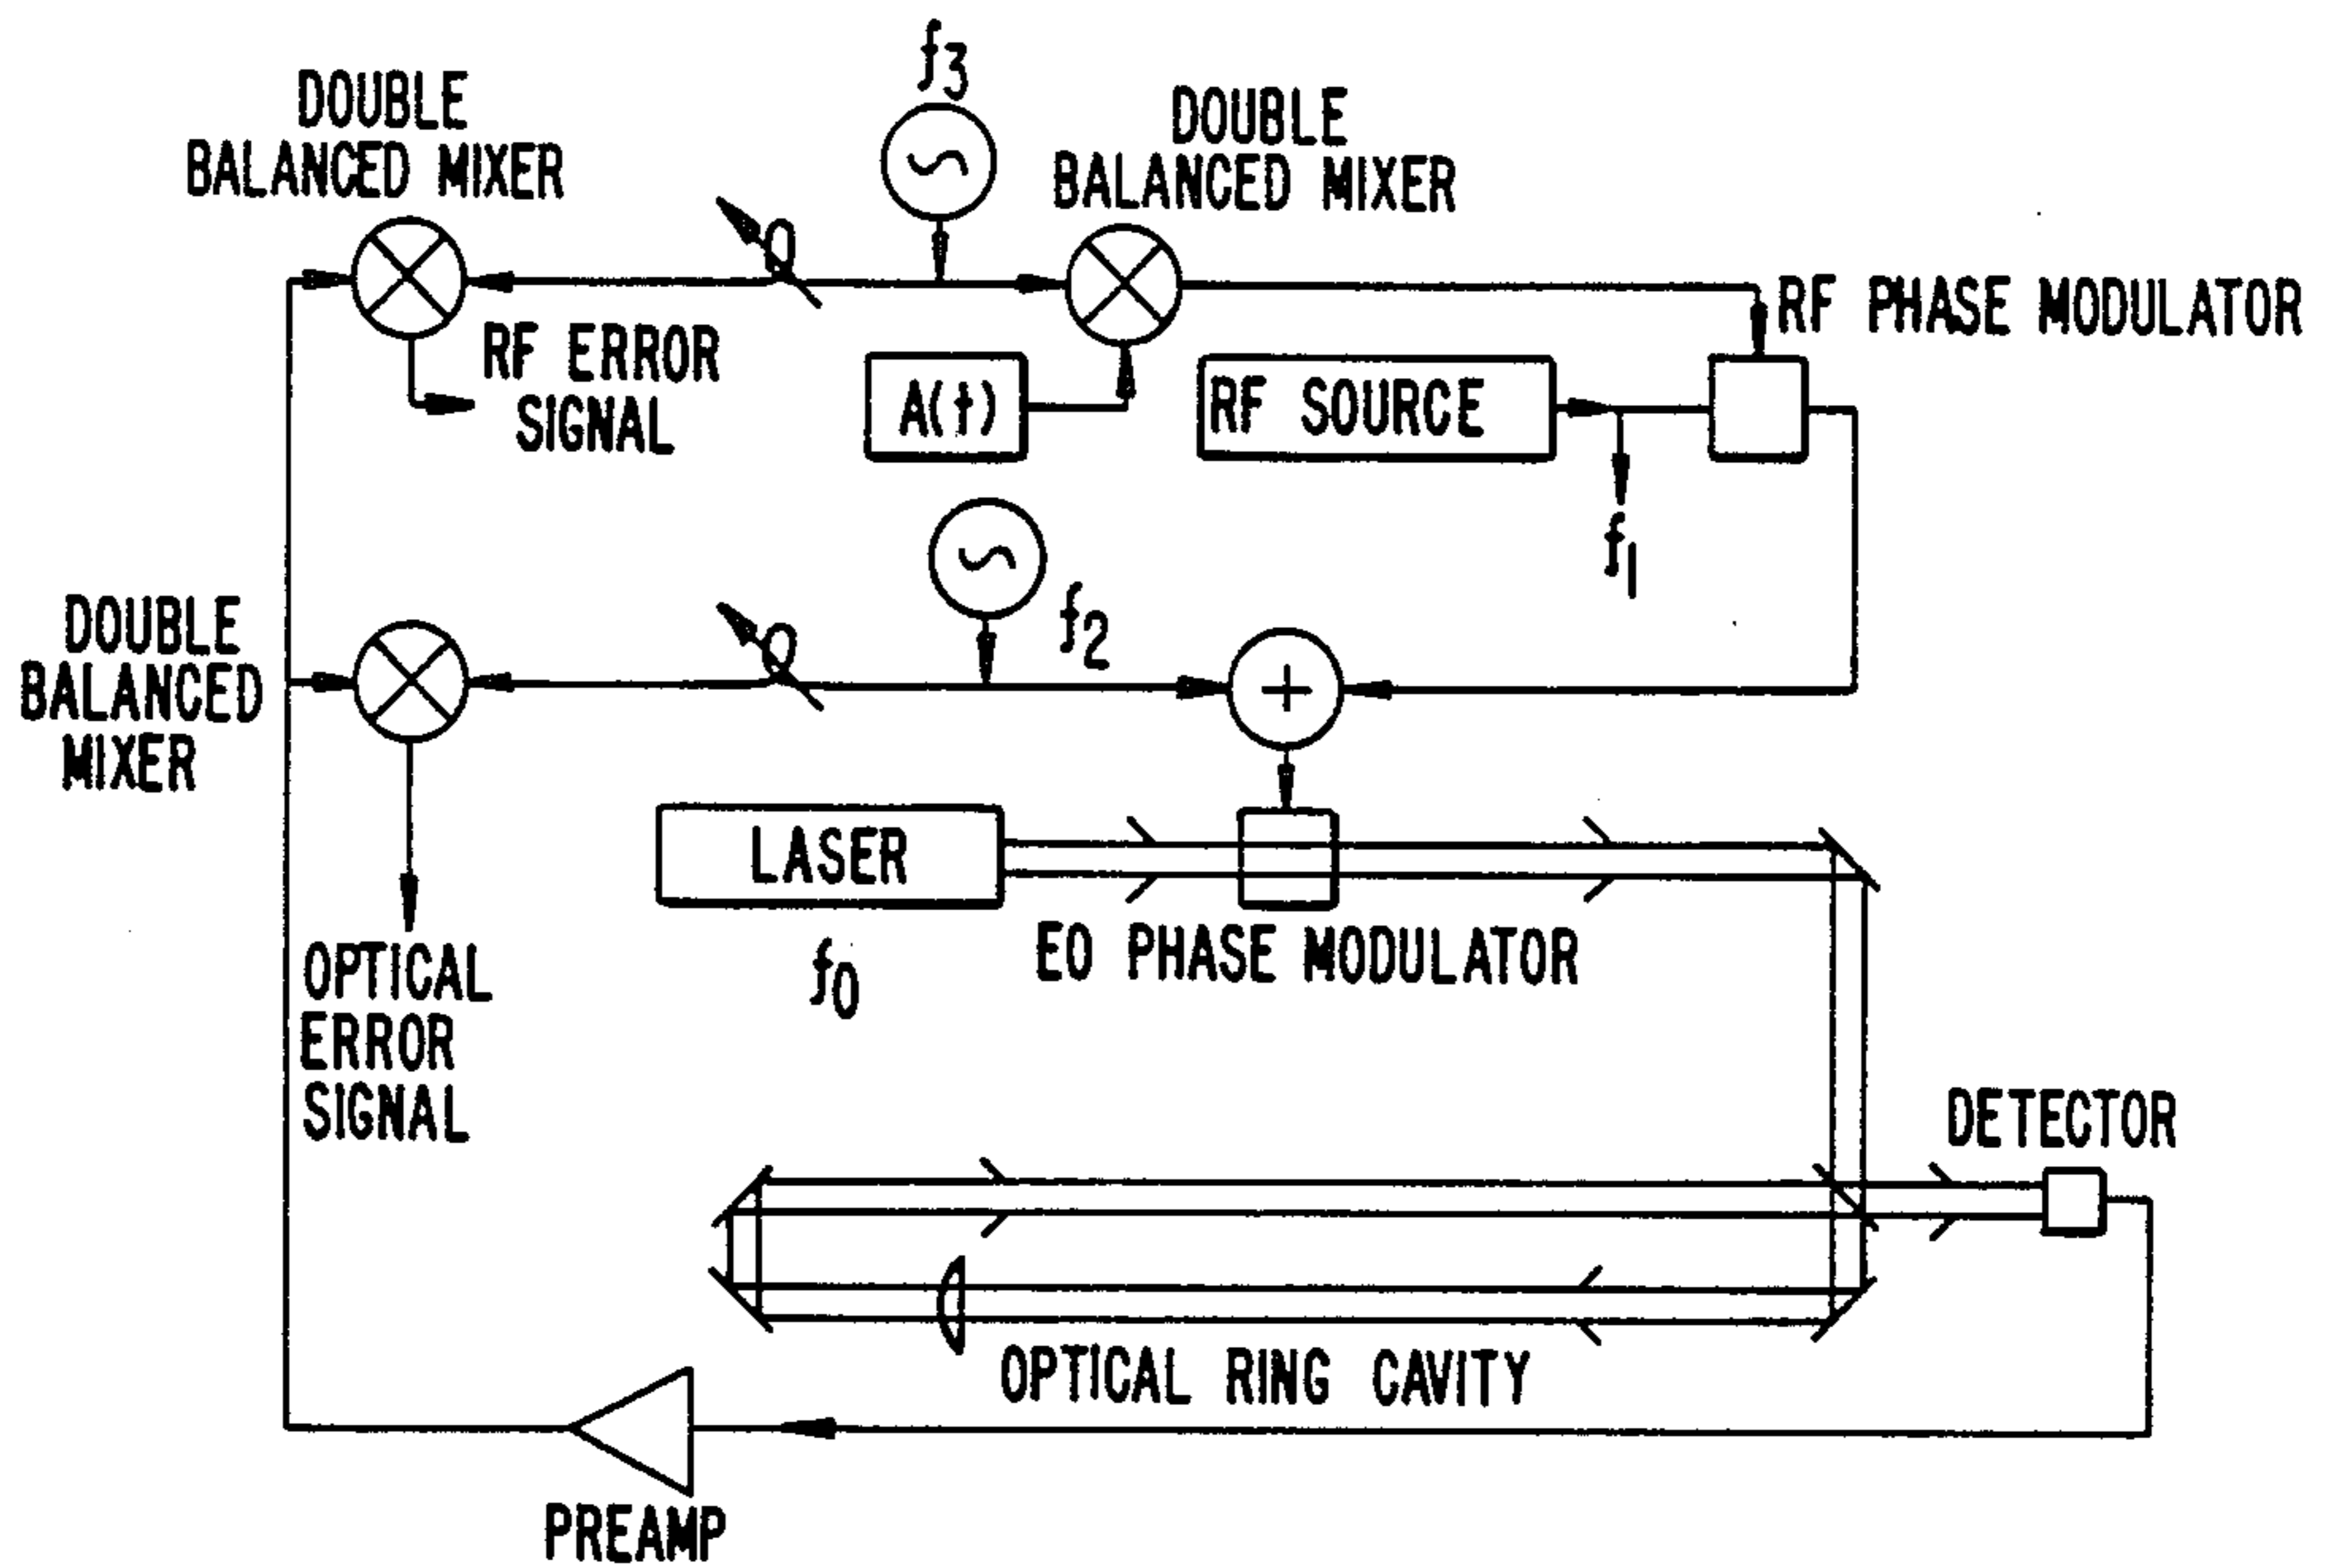 f3
DOUBLE
BALANCED MIXER
DOUBLE
BALANCED MIXER
RF PHASE MODULATOR
RF ERROR
SIGNAL
A(t)
RF SOURCE
f1
f2
DOUBLE
BALANCED
MIXER
LASER
f0
EO PHASE MODULATOR
OPTICAL
ERROR
SIGNAL
DETECTOR
OPTICAL RING CAVITY
PREAMP